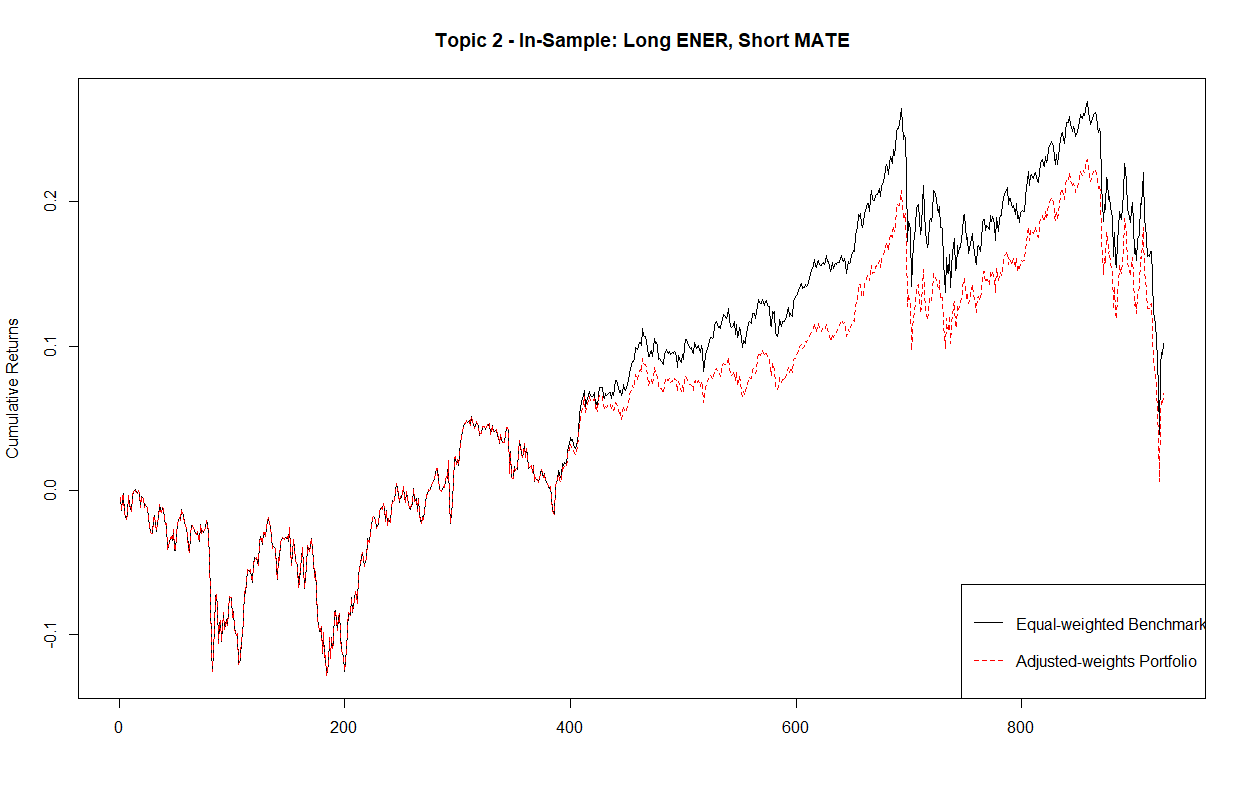 Topic 2 - In-Sample: Long ENER, Short MATE
Cumulative Returns
0.2
0.1
0.0
-0.1
0 200 400 600 800
Equal-weighted Benchmark
Adjusted-weights Portfolio